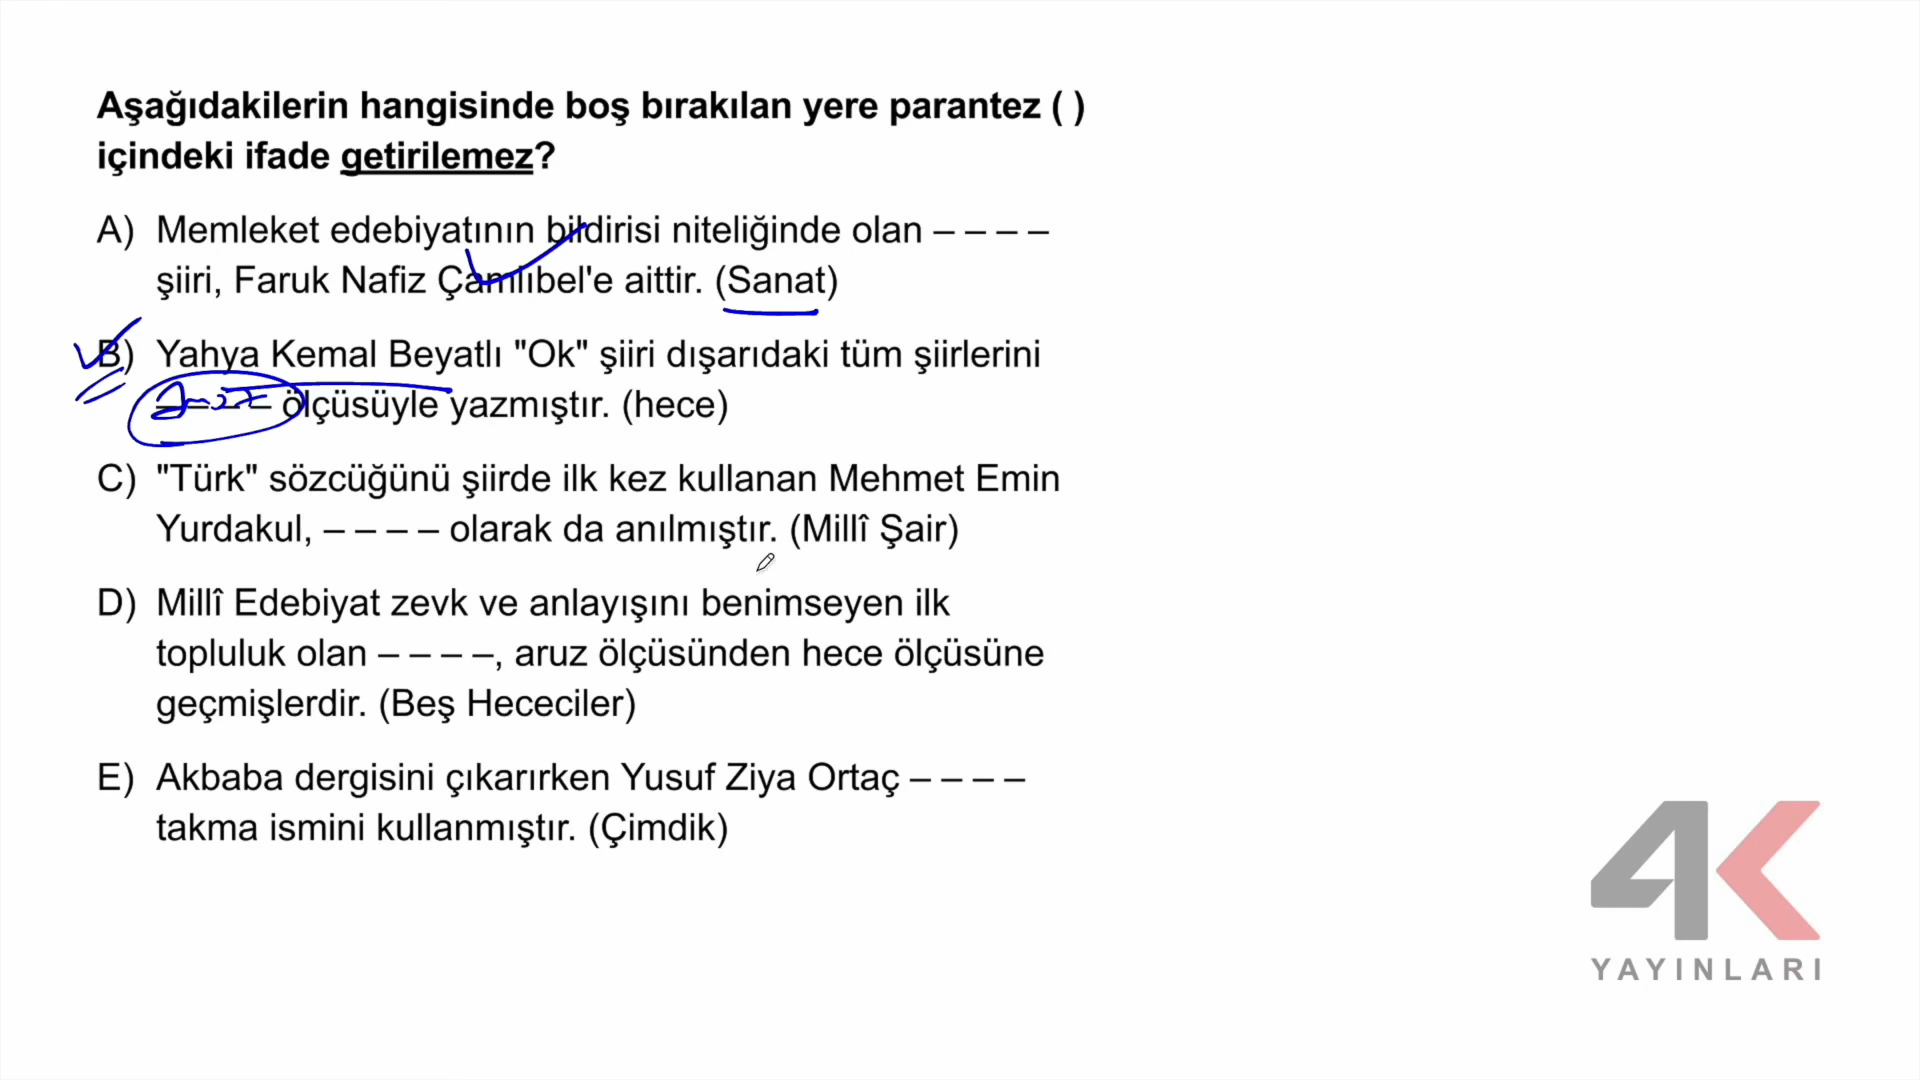 Aşağıdakilerin hangisinde boş bırakılan yere parantez ( )
içindeki ifade getirilemez?
A) Memleket edebiyatının bildirisi niteliğinde olan – – – –
şiiri, Faruk Nafiz Çamlıbel'e aittir. (Sanat)
B) Yahya Kemal Beyatlı "Ok" şiiri dışarıdaki tüm şiirlerini
– – – – ölçüsüyle yazmıştır. (hece)
C) "Türk" sözcüğünü şiirde ilk kez kullanan Mehmet Emin
Yurdakul, – – – – olarak da anılmıştır. (Millî Şair)
D) Millî Edebiyat zevk ve anlayışını benimseyen ilk
topluluk olan – – – –, aruz ölçüsünden hece ölçüsüne
geçmişlerdir. (Beş Hececiler)
E) Akbaba dergisini çıkarırken Yusuf Ziya Ortaç – – – –
takma ismini kullanmıştır. (Çimdik)
4K
YAYINLARI